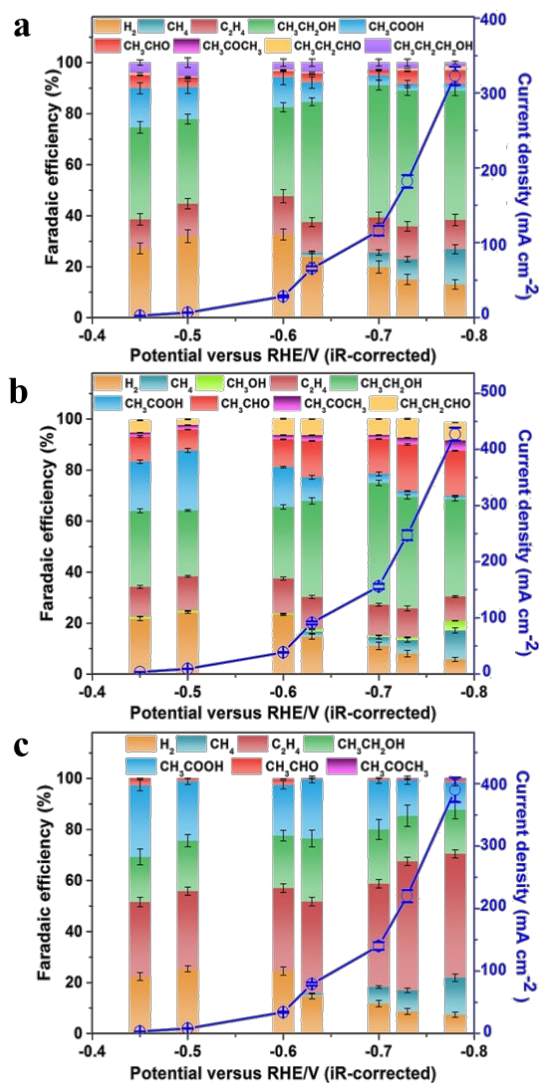 a
H₂ CH₄ C₂H₄ CH₃CH₂OH CH₃COOH
CH₃CHO CH₃COCH₃ CH₃CH₂CHO CH₃CH₂CH₂OH
Faradaic efficiency (%)
100
80
60
40
20
0
400
300
200
100
0
Current density (mA cm⁻²)
-0.4 -0.5 -0.6 -0.7 -0.8
Potential versus RHE/V (iR-corrected)
b
H₂ CH₄ CH₃OH C₂H₄ CH₃CH₂OH
CH₃COOH CH₃CHO CH₃COCH₃ CH₃CH₂CHO
Faradaic efficiency (%)
100
80
60
40
20
0
500
400
300
200
100
0
Current density (mA cm⁻²)
-0.4 -0.5 -0.6 -0.7 -0.8
Potential versus RHE/V (iR-corrected)
c
H₂ CH₄ C₂H₄ CH₃CH₂OH
CH₃COOH CH₃CHO CH₃COCH₃
Faradaic efficiency (%)
100
80
60
40
20
0
400
300
200
100
0
Current density (mA cm⁻²)
-0.4 -0.5 -0.6 -0.7 -0.8
Potential versus RHE/V (iR-corrected)